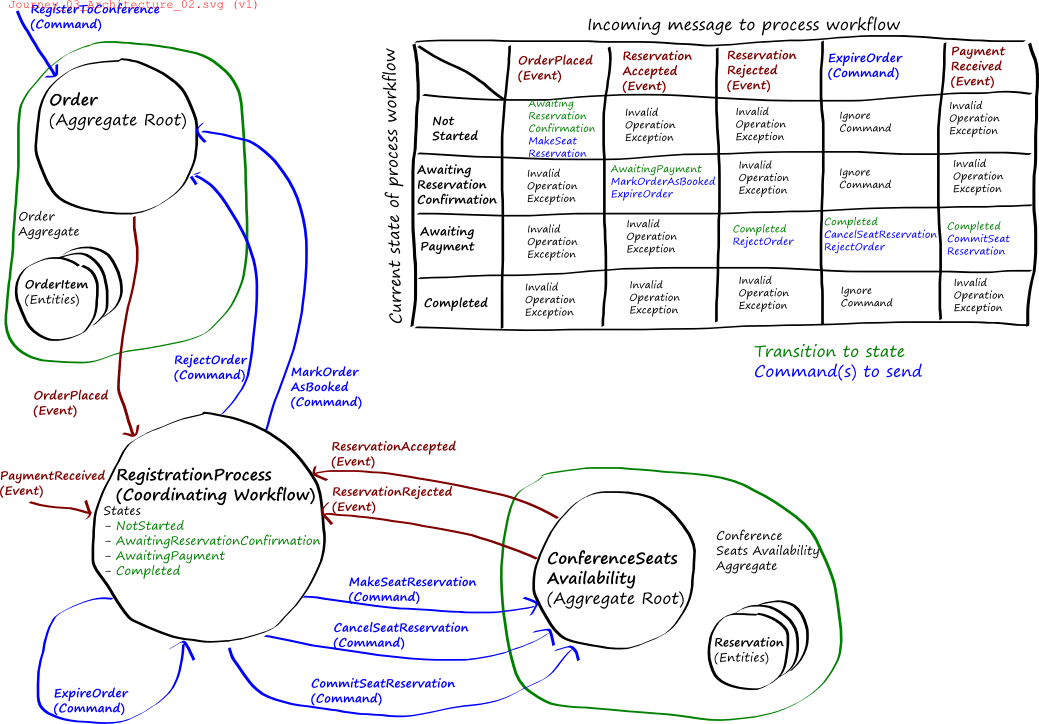 Journey_03_Architecture_02.svg (v1)
RegisterToConference
(Command)
Order
(Aggregate Root)
Order
Aggregate
OrderItem
(Entities)
RejectOrder
(Command)
MarkOrder
AsBooked
(Command)
OrderPlaced
(Event)
PaymentReceived
(Event)
RegistrationProcess
(Coordinating Workflow)
States
- NotStarted
- AwaitingReservationConfirmation
- AwaitingPayment
- Completed
ReservationAccepted
(Event)
ReservationRejected
(Event)
MakeSeatReservation
(Command)
CancelSeatReservation
(Command)
CommitSeatReservation
(Command)
ExpireOrder
(Command)
ConferenceSeats
Availability
(Aggregate Root)
Conference
Seats Availability
Aggregate
Reservation
(Entities)
Incoming message to process workflow
Current state of process workflow
OrderPlaced
(Event)
Reservation
Accepted
(Event)
Reservation
Rejected
(Event)
ExpireOrder
(Command)
Payment
Received
(Event)
Not
Started
Awaiting
Reservation
Confirmation
MakeSeat
Reservation
Invalid
Operation
Exception
Invalid
Operation
Exception
Ignore
Command
Invalid
Operation
Exception
Awaiting
Reservation
Confirmation
Invalid
Operation
Exception
AwaitingPayment
MarkOrderAsBooked
ExpireOrder
Invalid
Operation
Exception
Ignore
Command
Invalid
Operation
Exception
Awaiting
Payment
Invalid
Operation
Exception
Invalid
Operation
Exception
Completed
RejectOrder
Completed
CancelSeatReservation
RejectOrder
Completed
CommitSeat
Reservation
Completed
Invalid
Operation
Exception
Invalid
Operation
Exception
Invalid
Operation
Exception
Ignore
Command
Invalid
Operation
Exception
Transition to state
Command(s) to send